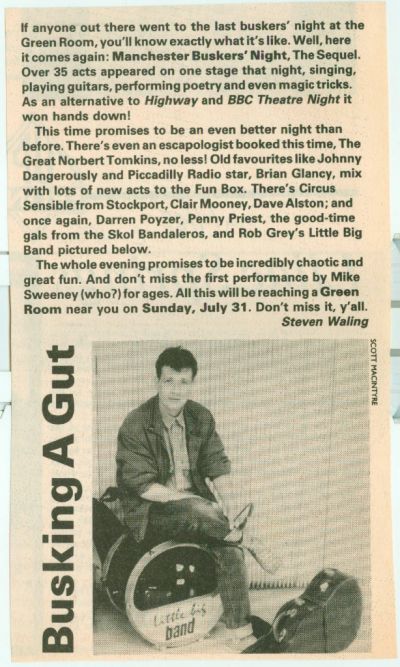 If anyone out there went to the last buskers' night at the
Green Room, you'll know exactly what it's like. Well, here
it comes again: Manchester Buskers' Night, The Sequel.
Over 35 acts appeared on one stage that night, singing,
playing guitars, performing poetry and even magic tricks.
As an alternative to Highway and BBC Theatre Night it
won hands down!
This time promises to be an even better night than
before. There's even an escapologist booked this time, The
Great Norbert Tomkins, no less! Old favourites like Johnny
Dangerously and Piccadilly Radio star, Brian Glancy, mix
with lots of new acts to the Fun Box. There's Circus
Sensible from Stockport, Clair Mooney, Dave Alston; and
once again, Darren Poyzer, Penny Priest, the good-time
gals from the Skol Bandaleros, and Rob Grey's Little Big
Band pictured below.
The whole evening promises to be incredibly chaotic and
great fun. And don't miss the first performance by Mike
Sweeney (who?) for ages. All this will be reaching a Green
Room near you on Sunday, July 31. Don't miss it, y'all.
Steven Waling
Busking A Gut
SCOTT MACINTYRE
Little big
band